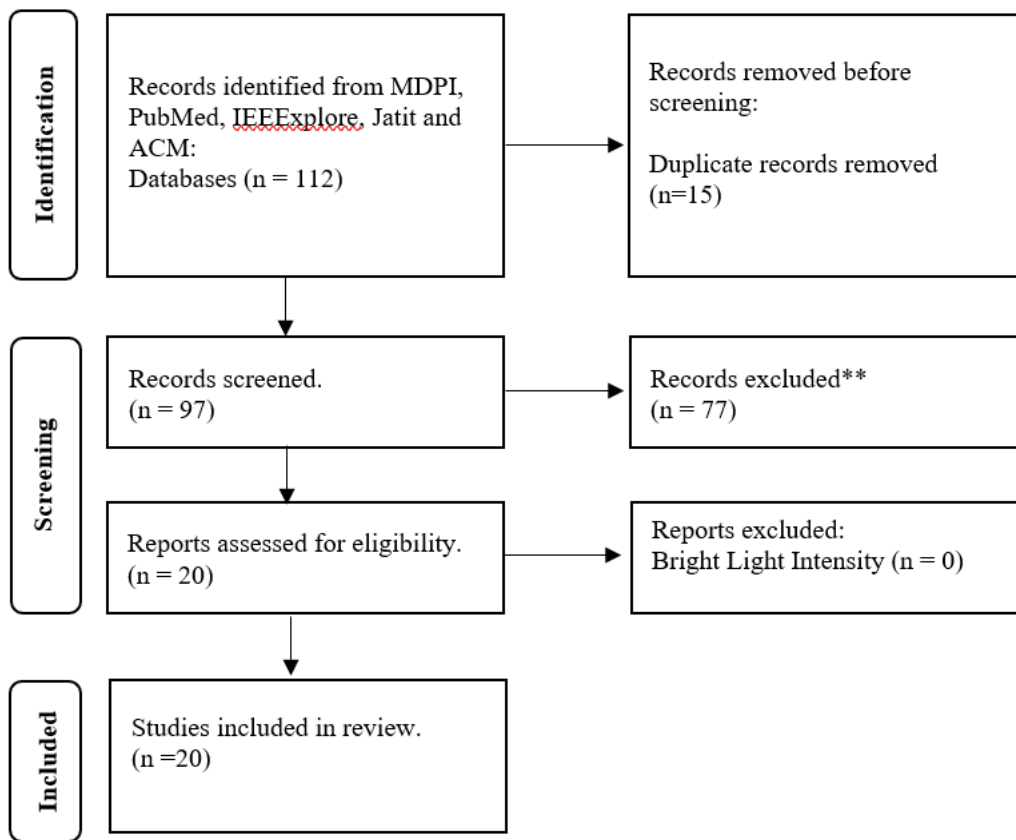 Identification
Records identified from MDPI,
PubMed, IEEExplore, Jatit and
ACM:
Databases (n = 112)
Records removed before
screening:
Duplicate records removed
(n=15)
Screening
Records screened.
(n = 97)
Records excluded**
(n = 77)
Reports assessed for eligibility.
(n = 20)
Reports excluded:
Bright Light Intensity (n = 0)
Included
Studies included in review.
(n =20)